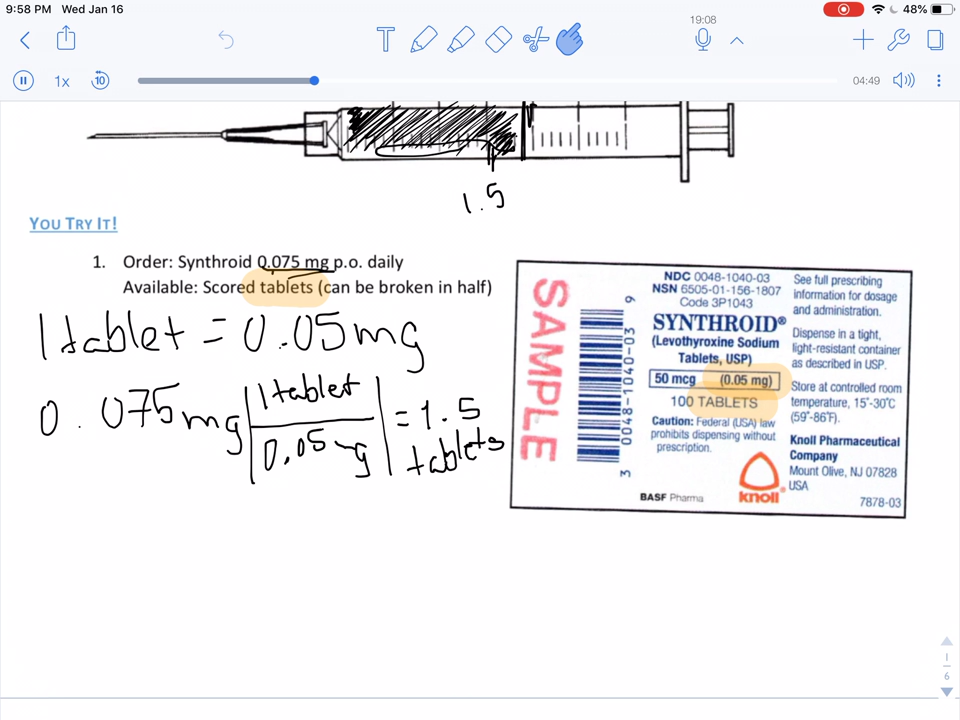 9:58 PM Wed Jan 16
48%
19:08
T
1x
10
04:49
1.5
YOU TRY IT!
1. Order: Synthroid 0.075 mg p.o. daily
Available: Scored tablets (can be broken in half)
1 tablet = 0.05mg
0.075mg | 1 tablet | = 1.5 tablets
0.05mg
SAMPLE
3 0048-1040-03 9
NDC 0048-1040-03
NSN 6505-01-156-1807
Code 3P1043
SYNTHROID®
(Levothyroxine Sodium
Tablets, USP)
50 mcg (0.05 mg)
100 TABLETS
Caution: Federal (USA) law
prohibits dispensing without
prescription.
BASF Pharma
knoll®
See full prescribing
information for dosage
and administration.
Dispense in a tight,
light-resistant container
as described in USP.
Store at controlled room
temperature, 15°-30°C
(59°-86°F).
Knoll Pharmaceutical
Company
Mount Olive, NJ 07828
USA
7878-03
1
6